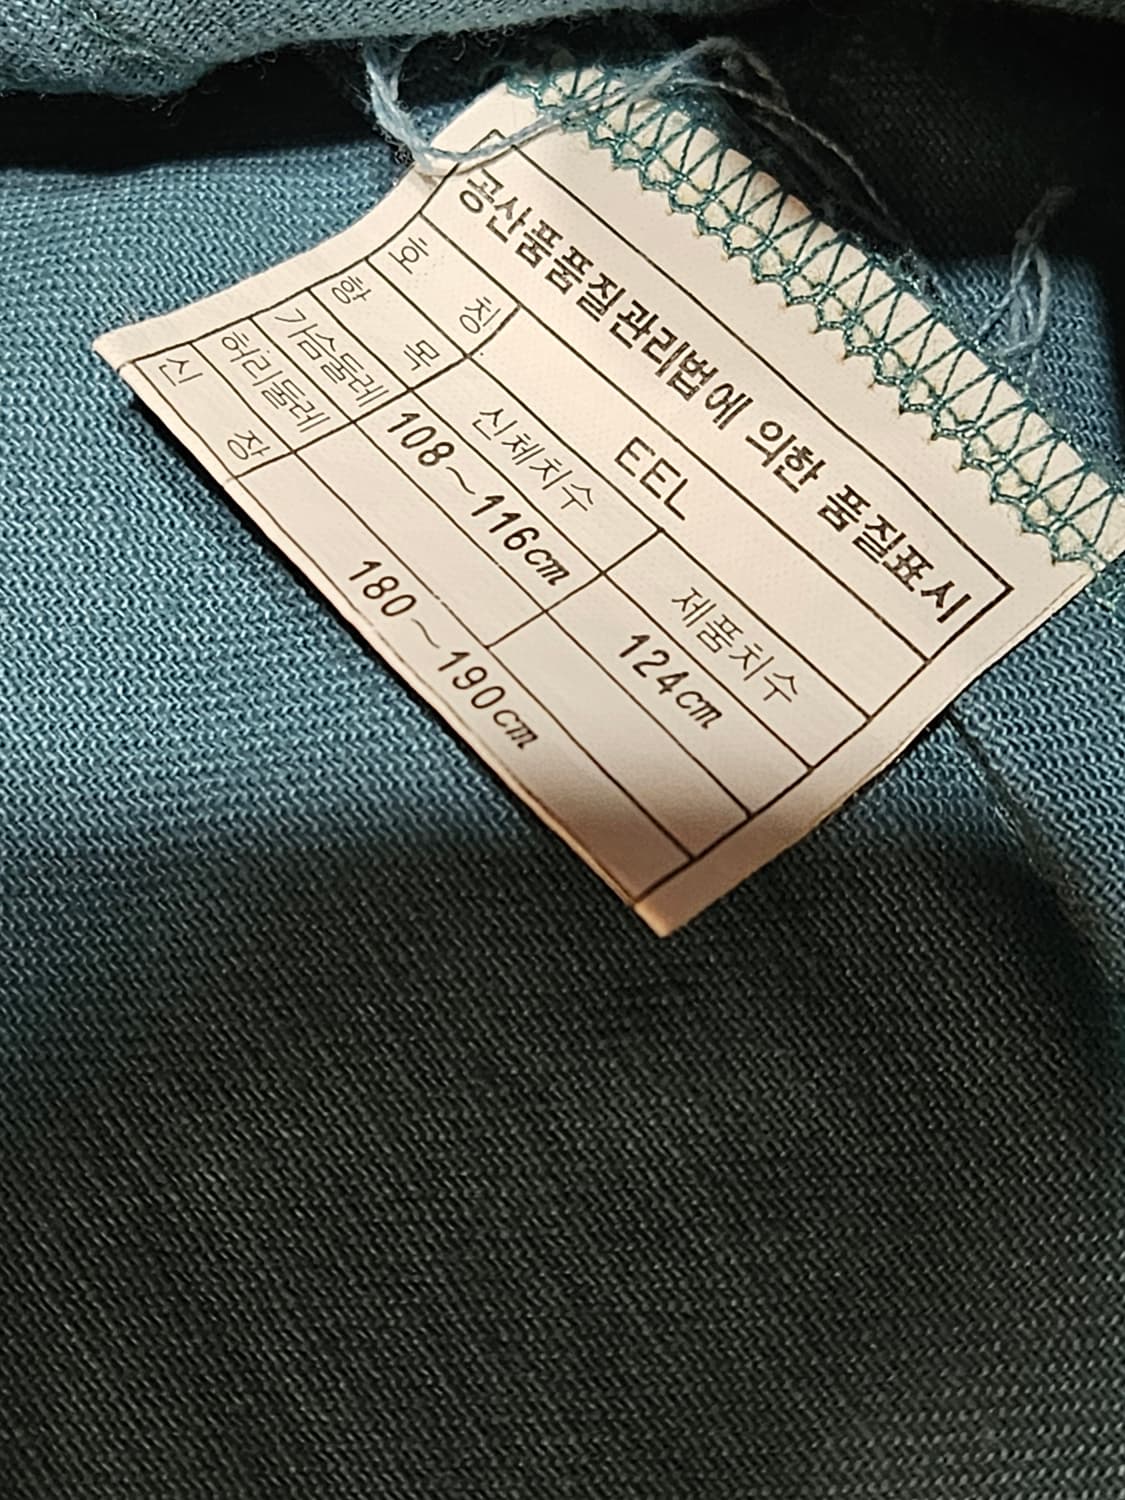 공산품품질관리법에 의한 품질표시
호 칭 EEL
항 목 신체치수 제품치수
가슴둘레 108~116cm 124cm
허리둘레
신 장 180~190cm